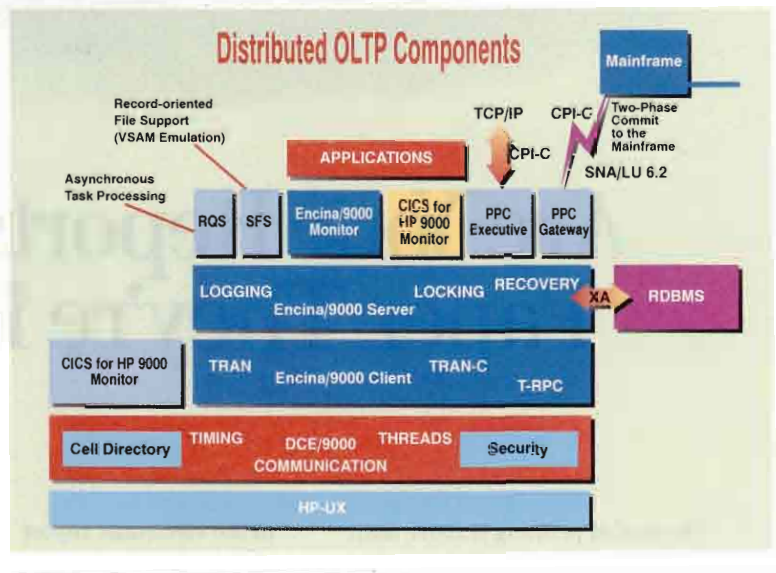 Distributed OLTP Components
Mainframe
Record-oriented
File Support
(VSAM Emulation)
TCP/IP
CPI-C
CPI-C
Two-Phase
Commit
to the
Mainframe
SNA/LU 6.2
APPLICATIONS
Asynchronous
Task Processing
RQS
SFS
Encina/9000
Monitor
CICS for
HP 9000
Monitor
PPC
Executive
PPC
Gateway
LOGGING
LOCKING
RECOVERY
Encina/9000 Server
XA
RDBMS
CICS for HP 9000
Monitor
TRAN
TRAN-C
Encina/9000 Client
T-RPC
Cell Directory
TIMING
DCE/9000
THREADS
Security
COMMUNICATION
HP-UX